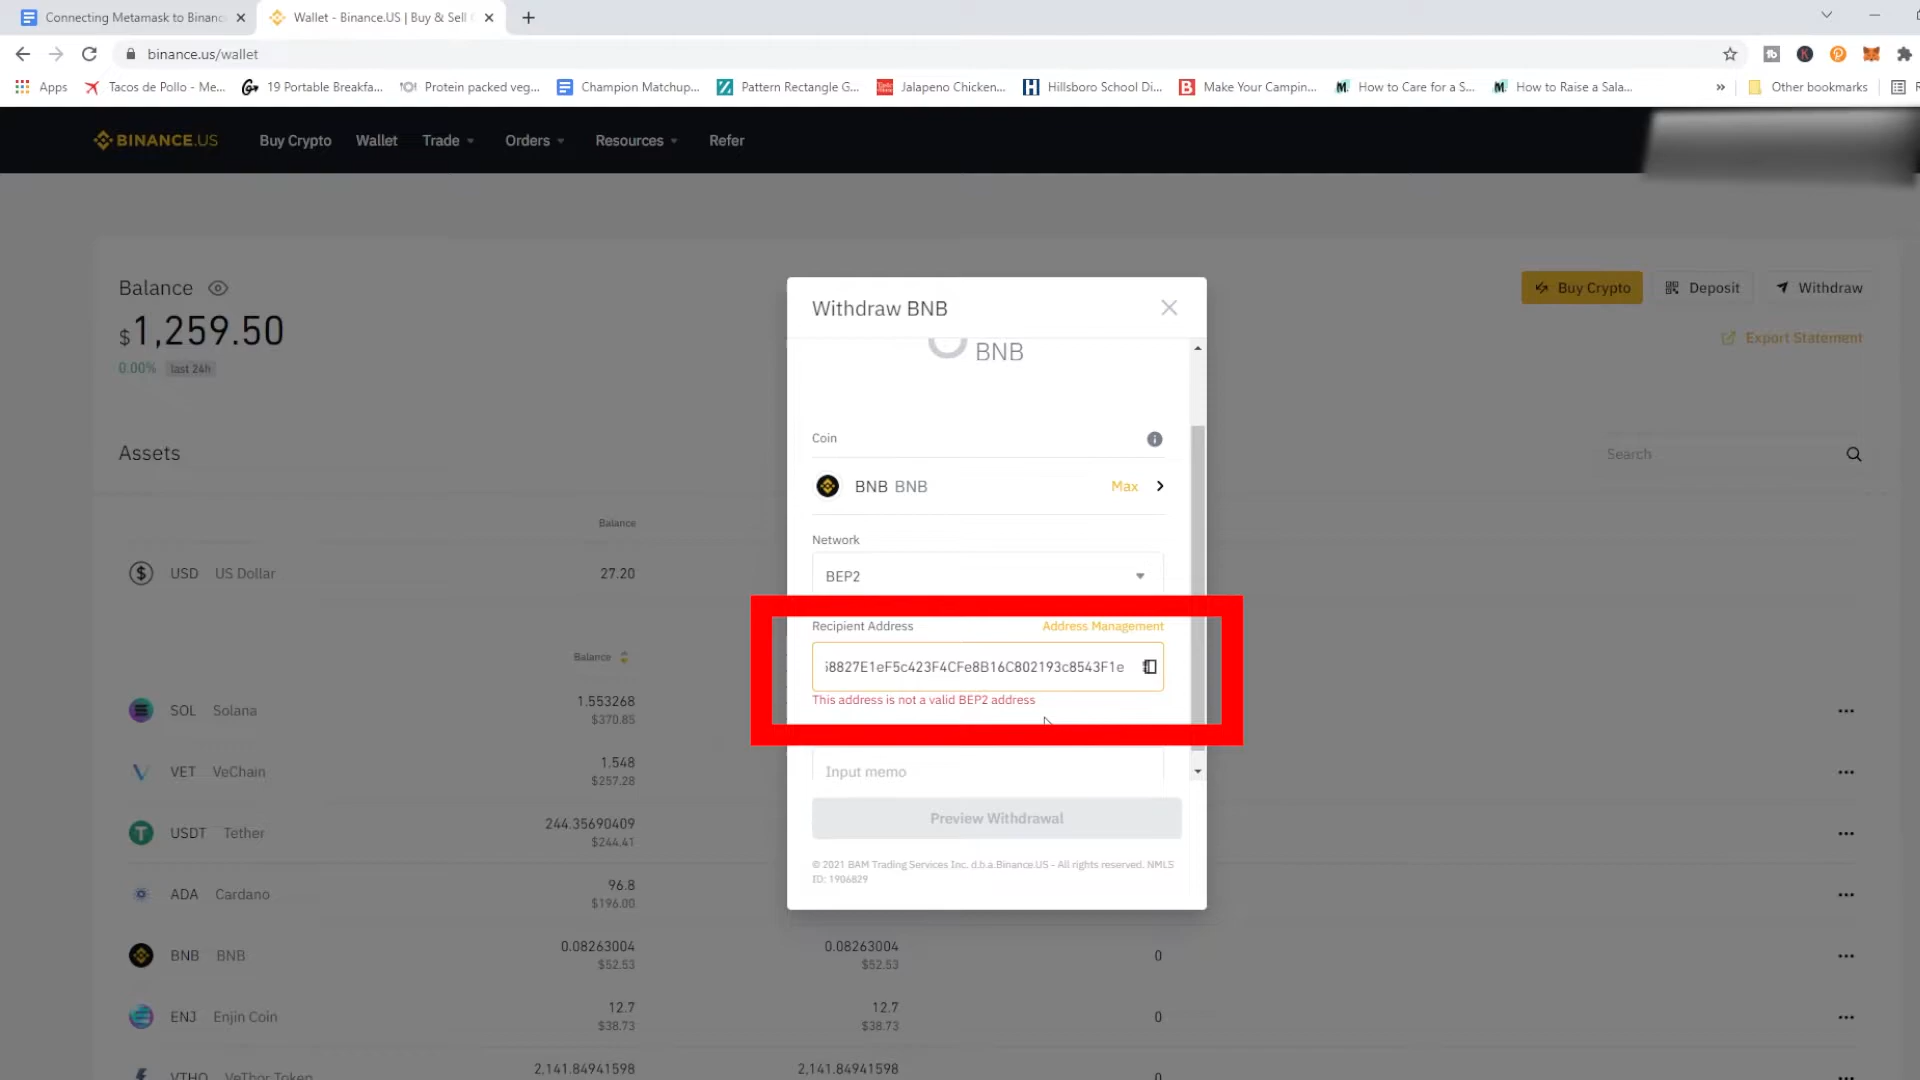 Connecting Metamask to Binanc
Wallet - Binance.US | Buy & Sell
binance.us/wallet
Apps
Tacos de Pollo - Me...
19 Portable Breakfa...
Protein packed veg...
Champion Matchup...
Pattern Rectangle G...
Jalapeno Chicken...
Hillsboro School Di...
Make Your Campin...
How to Care for a S...
How to Raise a Sala...
»
Other bookmarks
BINANCE.US
Buy Crypto
Wallet
Trade
Orders
Resources
Refer
Balance
$1,259.50
0.00% last 24h
Buy Crypto
Deposit
Withdraw
Export Statement
Assets
Search
Balance
USD US Dollar 27.20
Balance
SOL Solana 1.553268
$370.85
VET VeChain 1.548
$257.28
USDT Tether 244.35690409
$244.41
ADA Cardano 96.8
$196.00
BNB BNB 0.08263004 0.08263004 0
$52.53 $52.53
ENJ Enjin Coin 12.7 12.7 0
$38.73 $38.73
VTHO VeThor Token 2,141.84941598 2,141.84941598 0
Withdraw BNB
BNB
Coin
BNB BNB Max
Network
BEP2
Recipient Address Address Management
8827E1eF5c423F4CFe8B16C802193c8543F1e
This address is not a valid BEP2 address
Input memo
Preview Withdrawal
© 2021 BAM Trading Services Inc. d.b.a.Binance.US - All rights reserved. NMLS
ID: 1906829